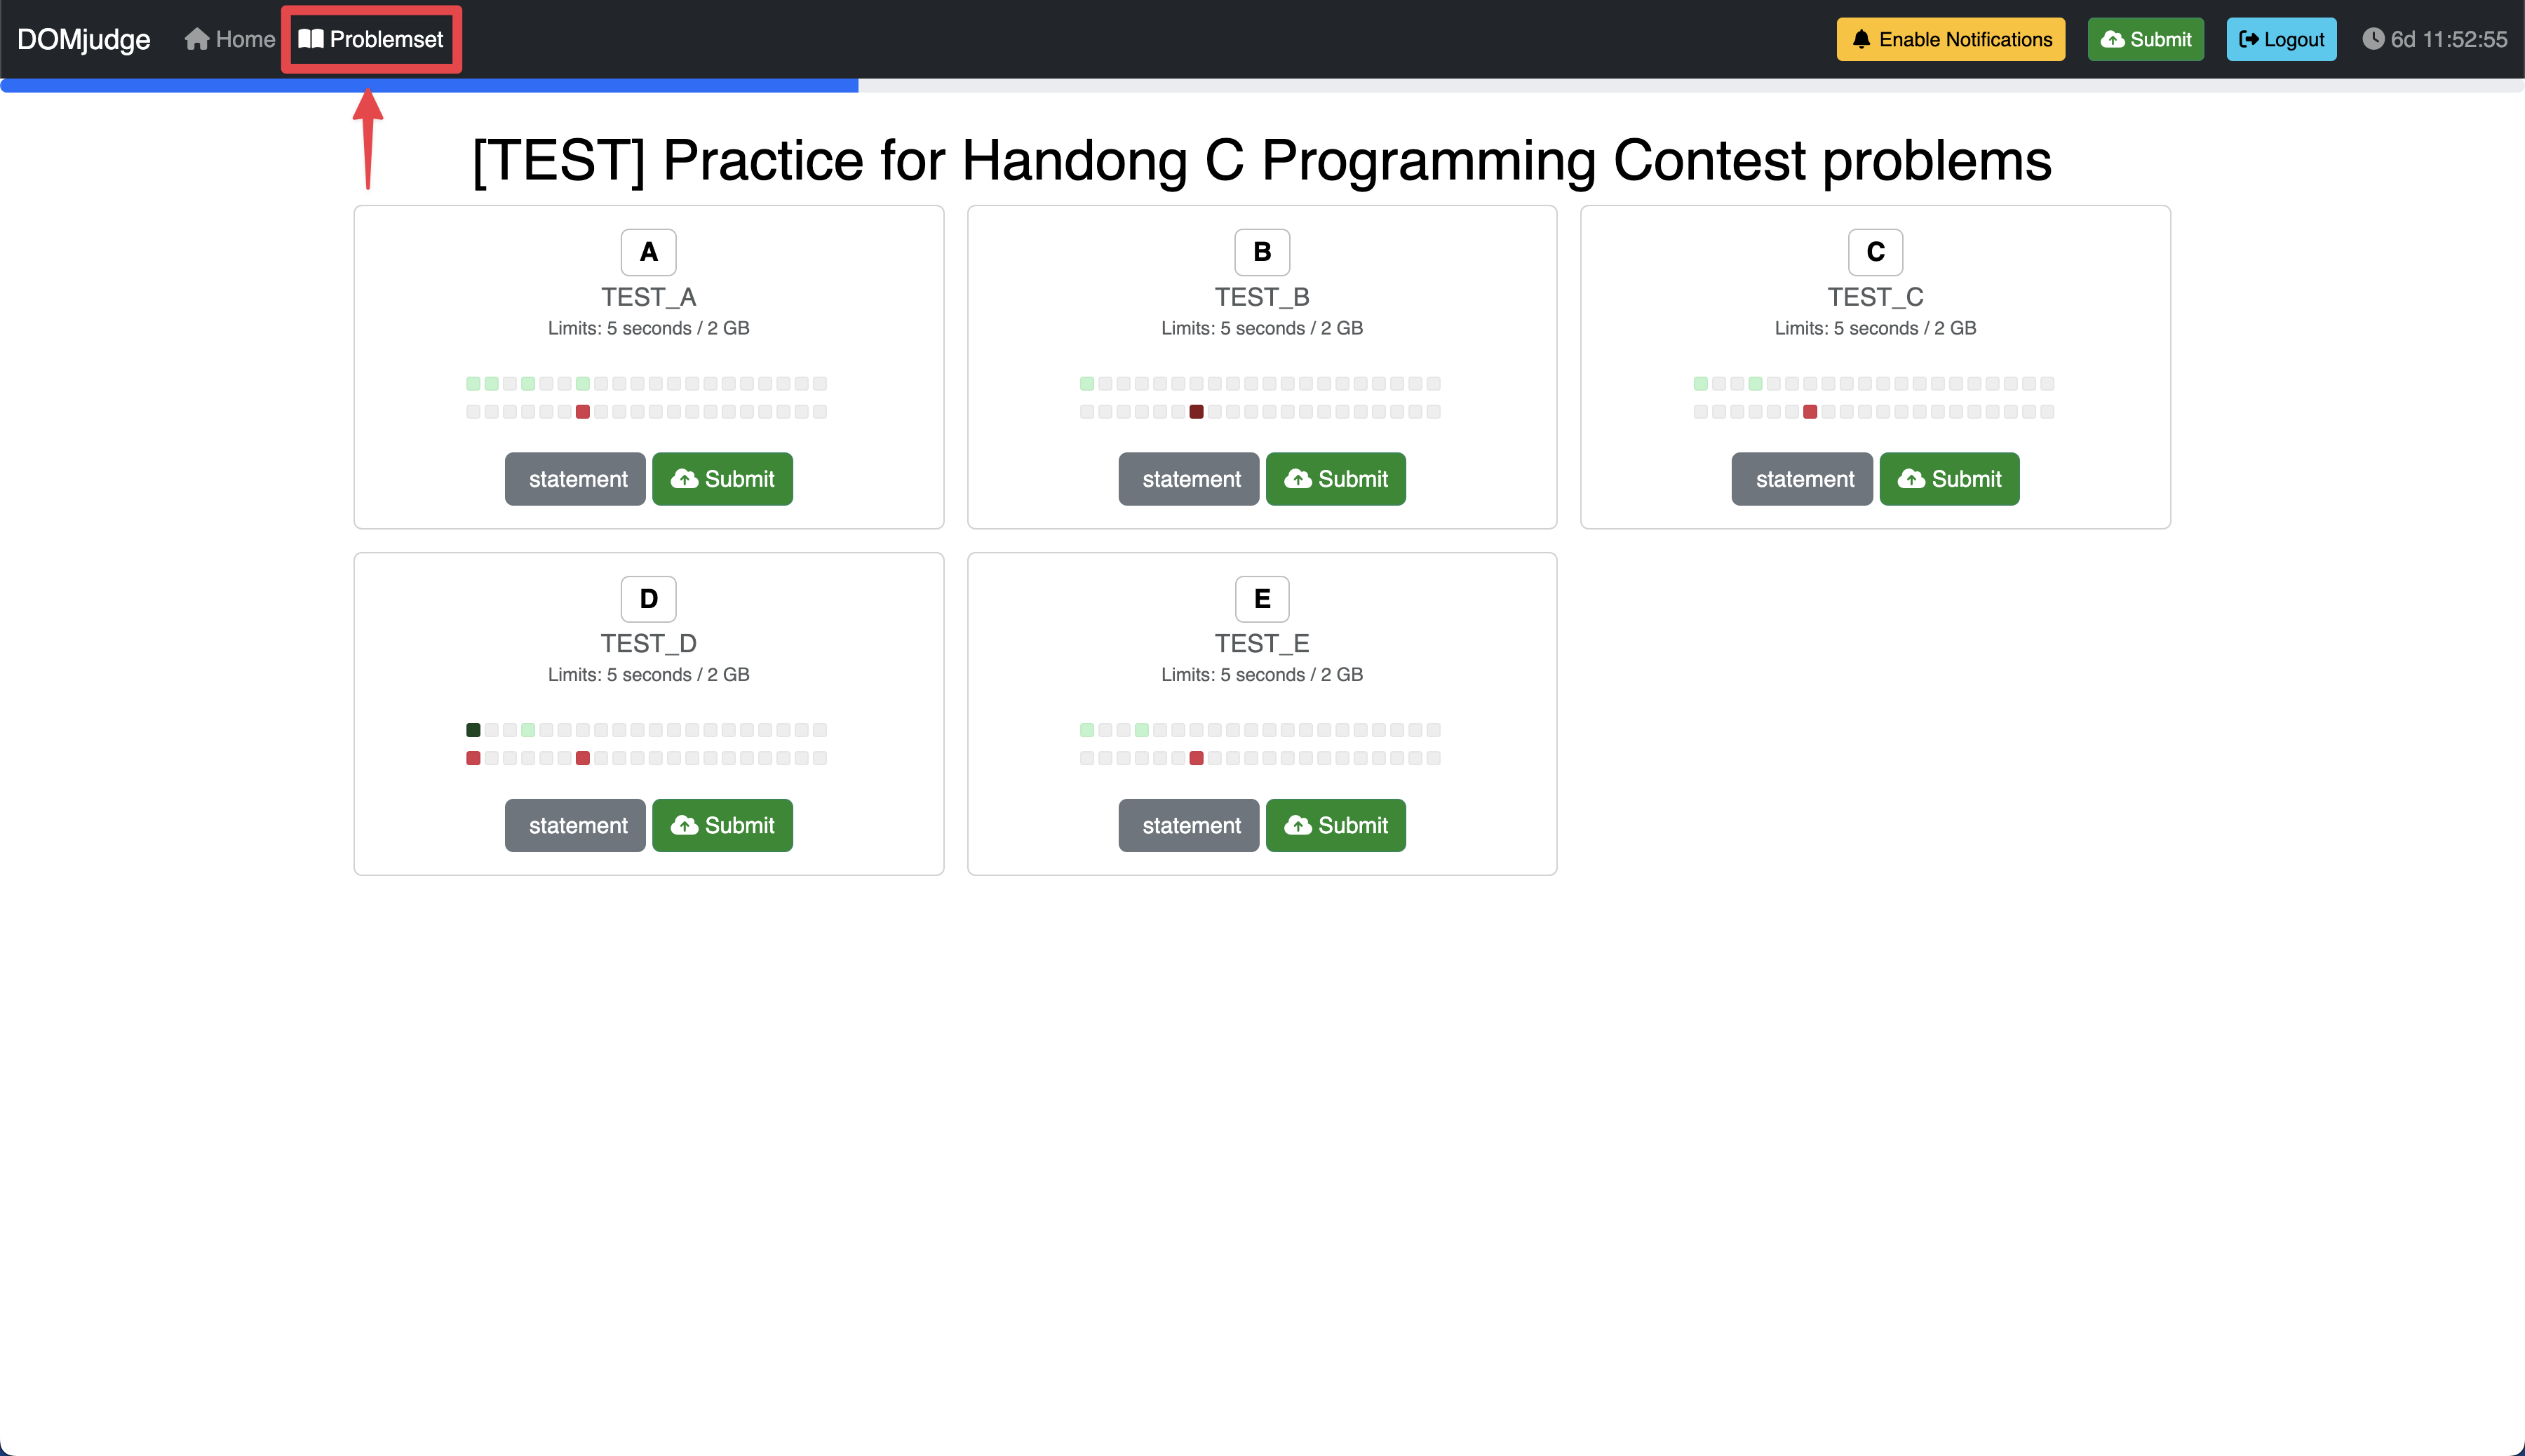 DOMjudge Home Problemset Enable Notifications Submit Logout 6d 11:52:55
[TEST] Practice for Handong C Programming Contest problems
A
TEST_A
Limits: 5 seconds / 2 GB
statement Submit
B
TEST_B
Limits: 5 seconds / 2 GB
statement Submit
C
TEST_C
Limits: 5 seconds / 2 GB
statement Submit
D
TEST_D
Limits: 5 seconds / 2 GB
statement Submit
E
TEST_E
Limits: 5 seconds / 2 GB
statement Submit